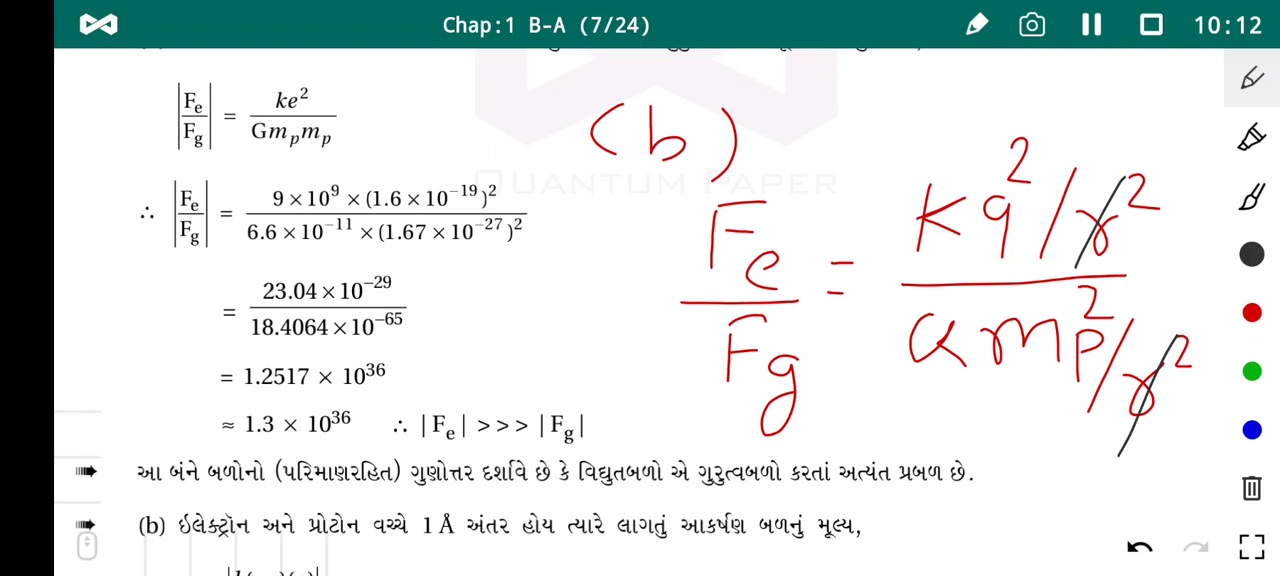 Chap:1 B-A (7/24)
10:12
|Fe/Fg| = ke²/Gmₚmₚ
(b)
QUANTUM PAPER
∴ |Fe/Fg| = 9×10⁹×(1.6×10⁻¹⁹)²/6.6×10⁻¹¹×(1.67×10⁻²⁷)²
Fe/Fg = (Kq²/r²)/(GmP²/r²)
= 23.04×10⁻²⁹/18.4064×10⁻⁶⁵
= 1.2517 × 10³⁶
≈ 1.3 × 10³⁶ ∴ |Fe| >>> |Fg|
આ બંને બળોનો (પરિમાણરહિત) ગુણોત્તર દર્શાવે છે કે વિદ્યુતબળો એ ગુરુત્વબળો કરતાં અત્યંત પ્રબળ છે.
(b) ઇલેક્ટ્રૉન અને પ્રોટોન વચ્ચે 1 Å અંતર હોય ત્યારે લાગતું આકર્ષણ બળનું મૂલ્ય,